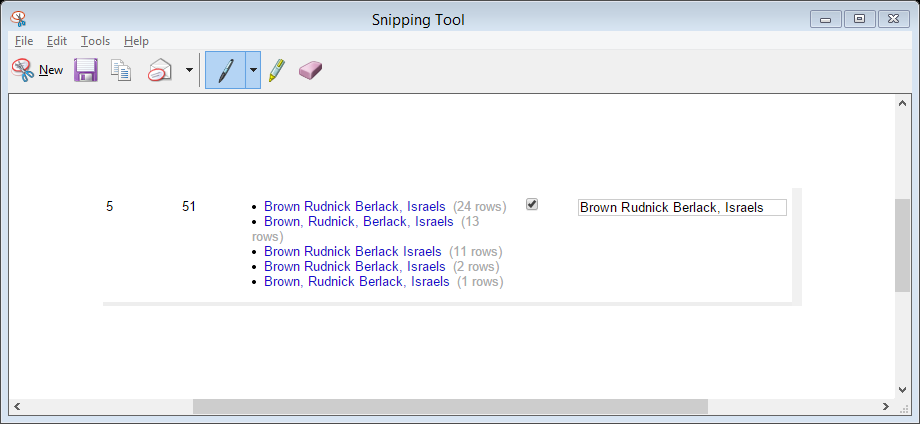 Snipping Tool
File Edit Tools Help
New
5 51 Brown Rudnick Berlack, Israels (24 rows) Brown Rudnick Berlack, Israels
Brown, Rudnick, Berlack, Israels (13
rows)
Brown Rudnick Berlack Israels (11 rows)
Brown Rudnick Berlack, Israels (2 rows)
Brown, Rudnick Berlack, Israels (1 rows)